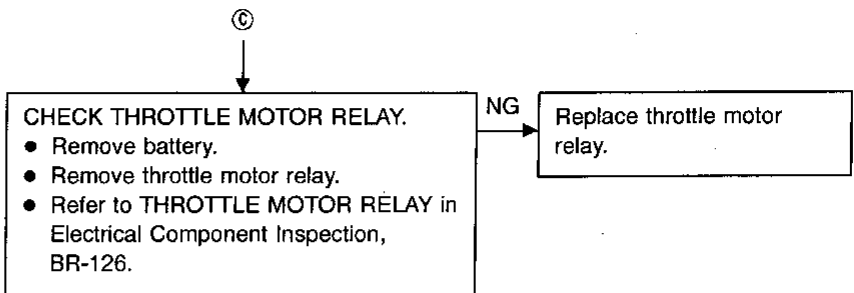 Ⓒ
CHECK THROTTLE MOTOR RELAY.
● Remove battery.
● Remove throttle motor relay.
● Refer to THROTTLE MOTOR RELAY in
Electrical Component Inspection,
BR-126.
NG
Replace throttle motor
relay.